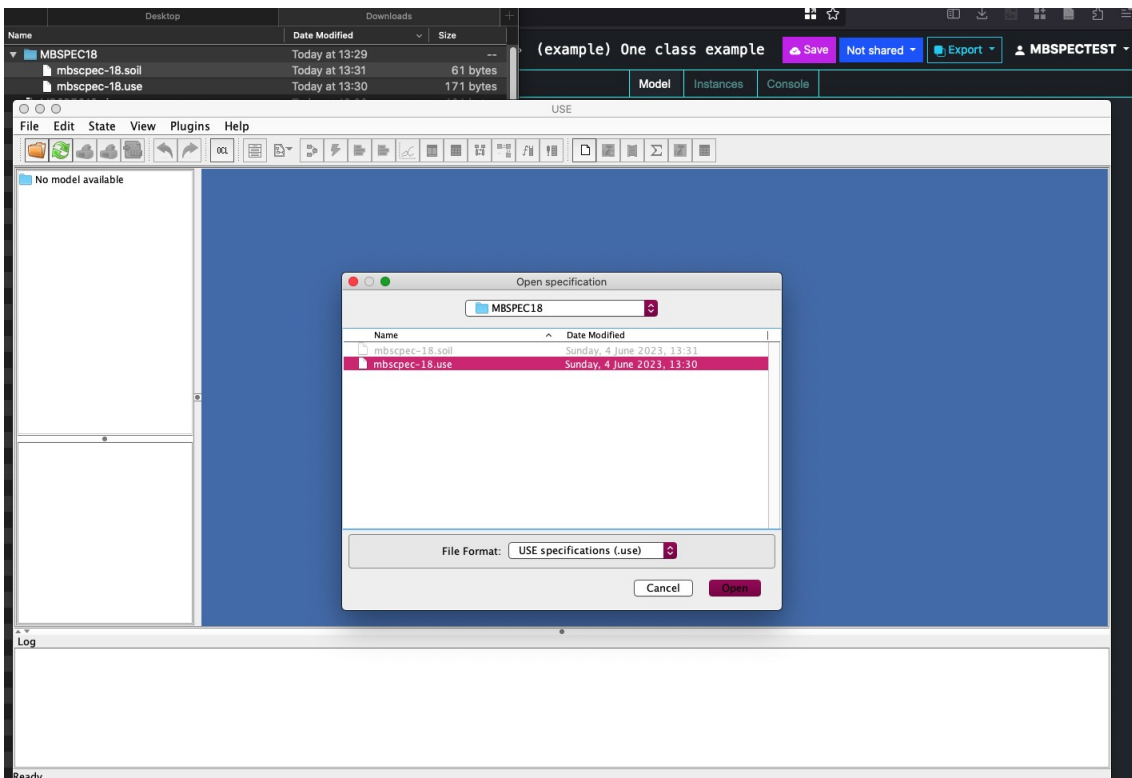 Desktop Downloads +
Name Date Modified Size
MBSPEC18 Today at 13:29 --
mbscpec-18.soil Today at 13:31 61 bytes
mbscpec-18.use Today at 13:30 171 bytes
(example) One class example Save Not shared Export MBSPECTEST
Model Instances Console
USE
File Edit State View Plugins Help
OCL
No model available
Open specification
MBSPEC18
Name Date Modified
mbscpec-18.soil Sunday, 4 June 2023, 13:31
mbscpec-18.use Sunday, 4 June 2023, 13:30
File Format: USE specifications (.use)
Cancel Open
Log
Ready